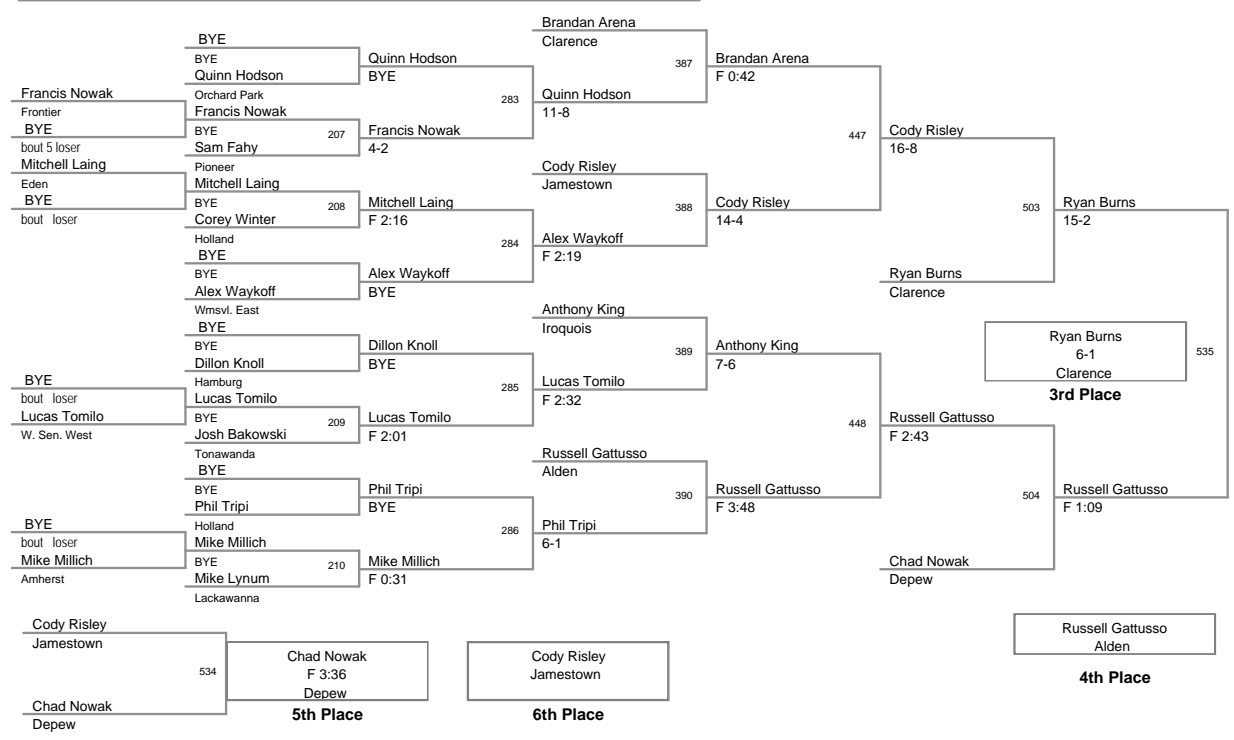 Francis Nowak
Frontier
BYE
bout 5 loser
Mitchell Laing
Eden
BYE
bout loser
BYE
bout loser
Lucas Tomilo
W. Sen. West
BYE
bout loser
Mike Millich
Amherst
BYE
BYE
Quinn Hodson
Orchard Park
Francis Nowak
BYE
207
Sam Fahy
Pioneer
Mitchell Laing
BYE
208
Corey Winter
Holland
BYE
BYE
Alex Waykoff
Wmsvl. East
BYE
BYE
Dillon Knoll
Hamburg
Lucas Tomilo
BYE
209
Josh Bakowski
Tonawanda
BYE
BYE
Phil Tripi
Holland
Mike Millich
BYE
210
Mike Lynum
Lackawanna
Quinn Hodson
BYE
283
Francis Nowak
4-2
Mitchell Laing
F 2:16
284
Alex Waykoff
BYE
Dillon Knoll
BYE
285
Lucas Tomilo
F 2:01
Phil Tripi
BYE
286
Mike Millich
F 0:31
Brandan Arena
Clarence
387
Quinn Hodson
11-8
Cody Risley
Jamestown
388
Alex Waykoff
F 2:19
Anthony King
Iroquois
389
Lucas Tomilo
F 2:32
Russell Gattusso
Alden
390
Phil Tripi
6-1
Brandan Arena
F 0:42
447
Cody Risley
14-4
Anthony King
7-6
448
Russell Gattusso
F 3:48
Cody Risley
16-8
503
Ryan Burns
Clarence
Russell Gattusso
F 2:43
504
Chad Nowak
Depew
Ryan Burns
15-2
Ryan Burns
6-1
Clarence
535
3rd Place
Russell Gattusso
F 1:09
Russell Gattusso
Alden
4th Place
Cody Risley
Jamestown
534
Chad Nowak
Depew
Chad Nowak
F 3:36
Depew
5th Place
Cody Risley
Jamestown
6th Place